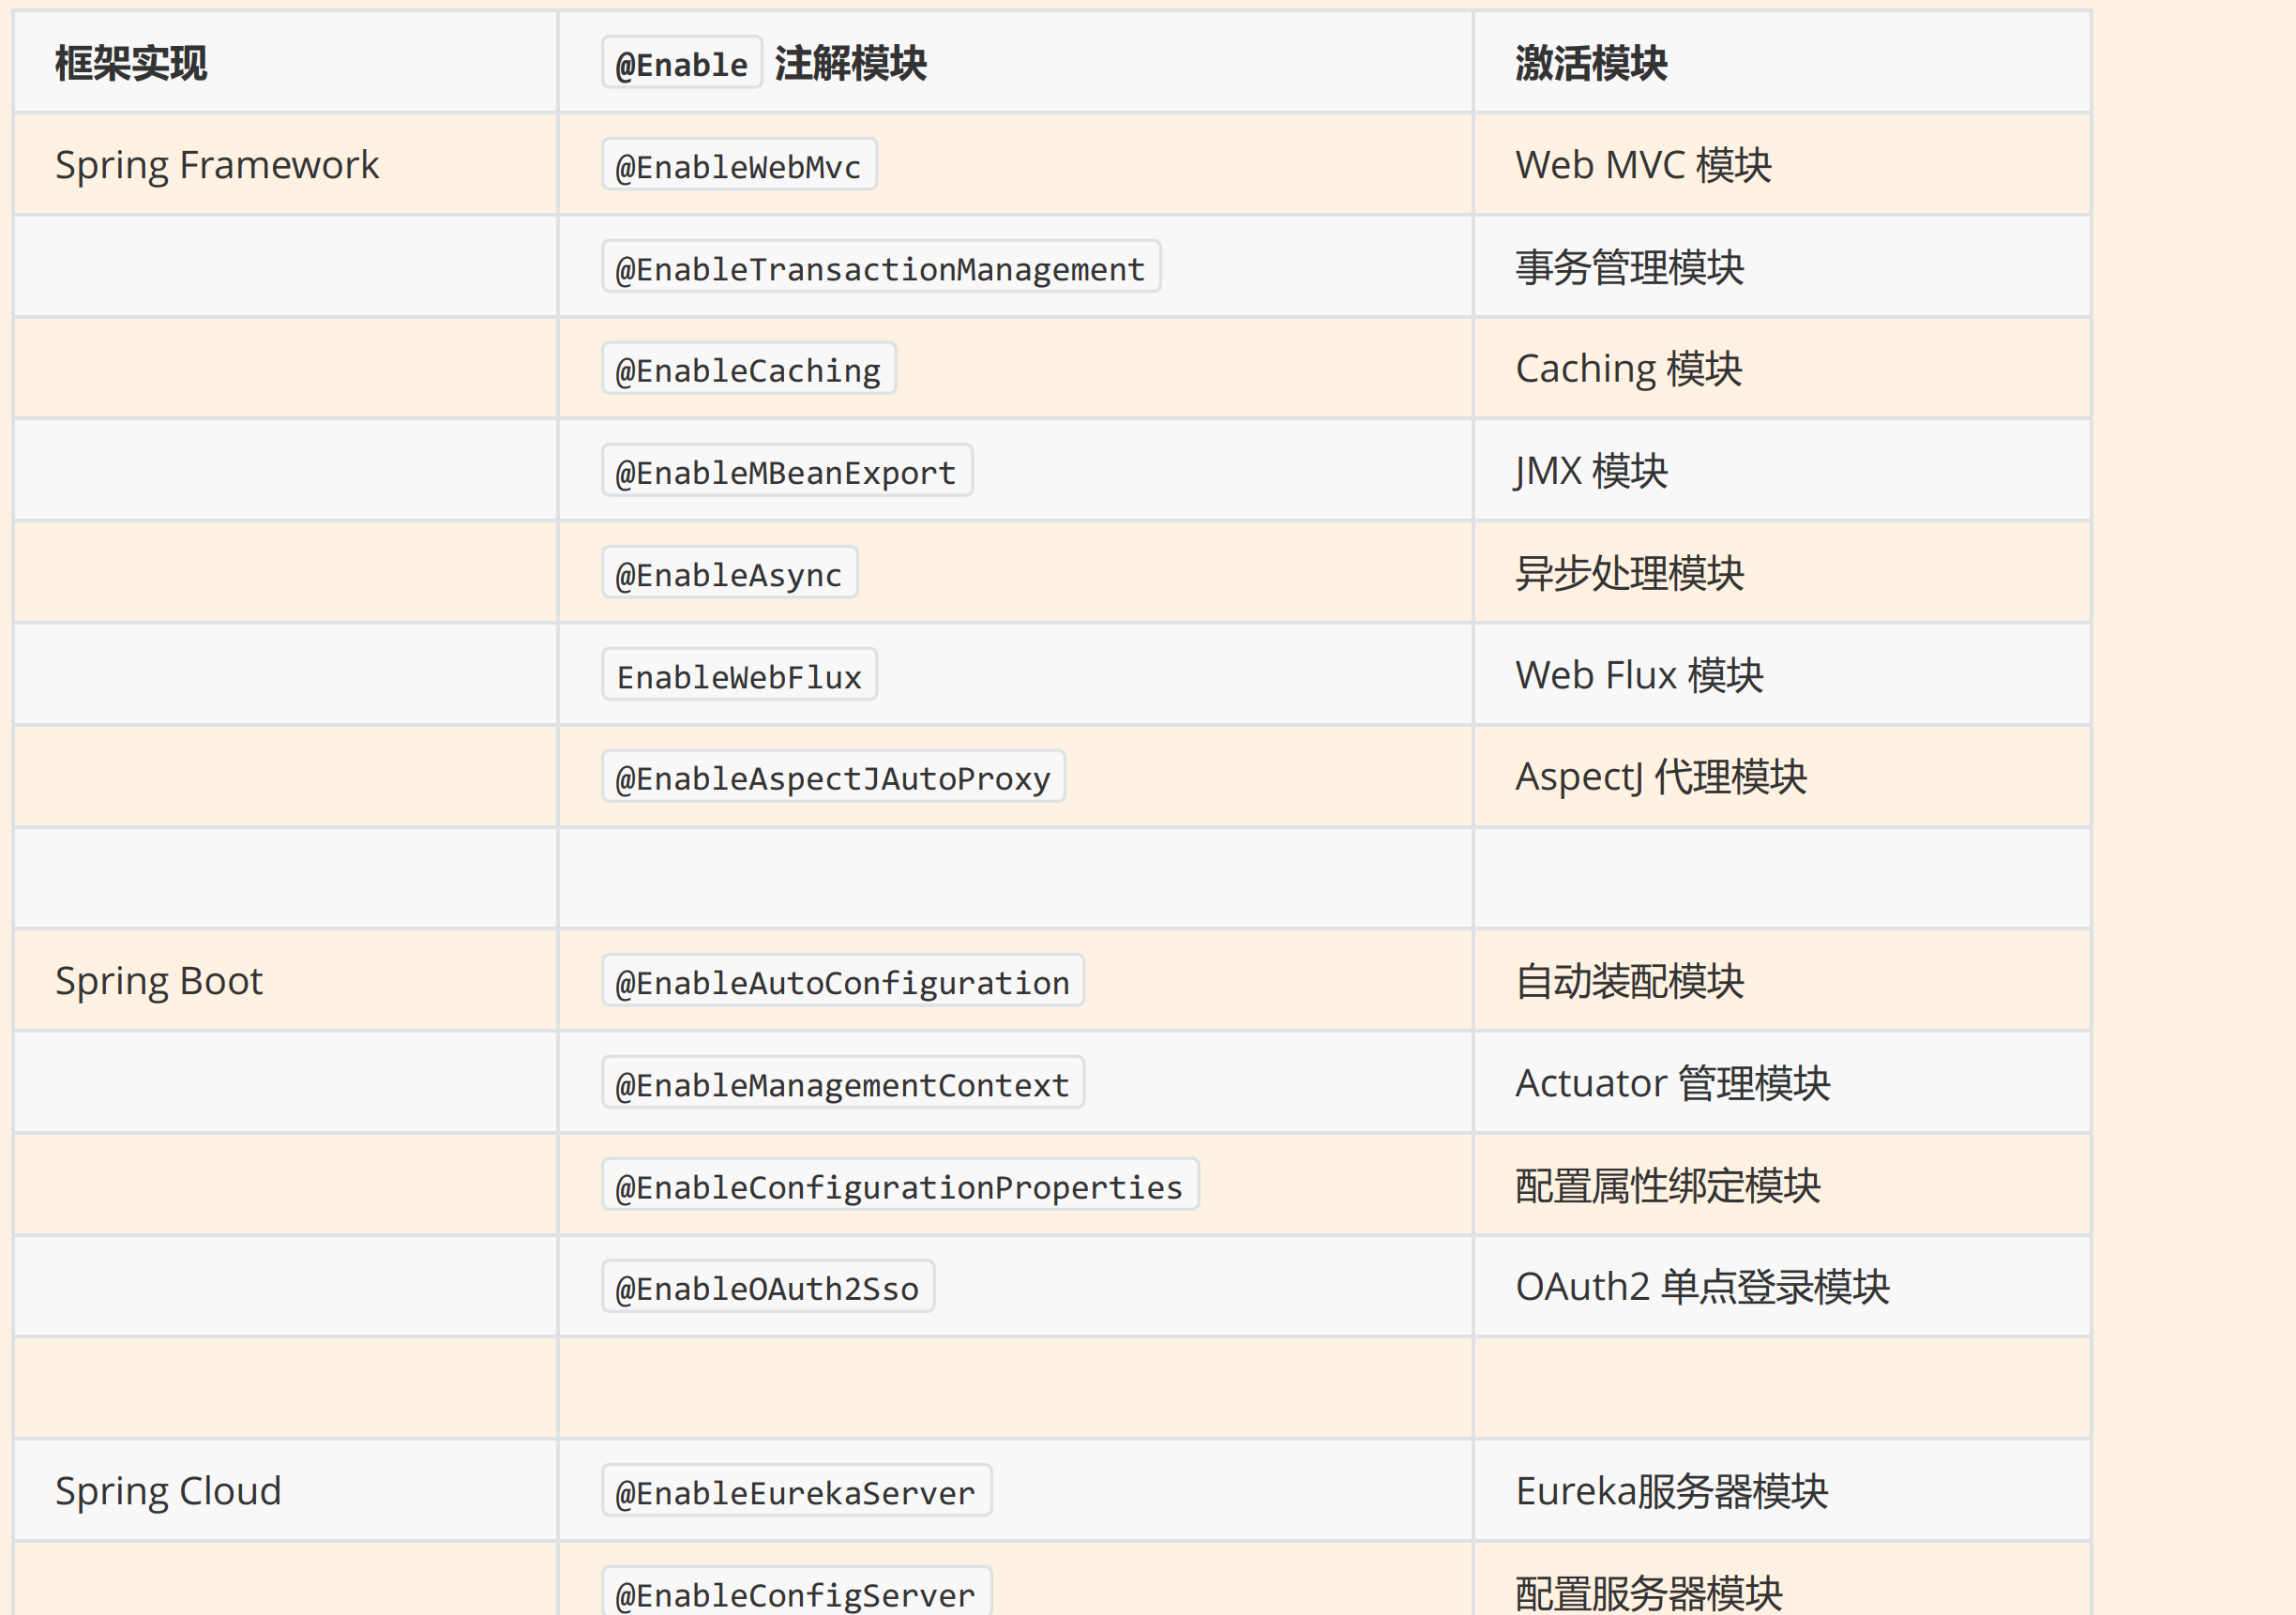 框架实现 @Enable 注解模块 激活模块
Spring Framework @EnableWebMvc Web MVC 模块
@EnableTransactionManagement 事务管理模块
@EnableCaching Caching 模块
@EnableMBeanExport JMX 模块
@EnableAsync 异步处理模块
EnableWebFlux Web Flux 模块
@EnableAspectJAutoProxy AspectJ 代理模块
Spring Boot @EnableAutoConfiguration 自动装配模块
@EnableManagementContext Actuator 管理模块
@EnableConfigurationProperties 配置属性绑定模块
@EnableOAuth2Sso OAuth2 单点登录模块
Spring Cloud @EnableEurekaServer Eureka服务器模块
@EnableConfigServer 配置服务器模块